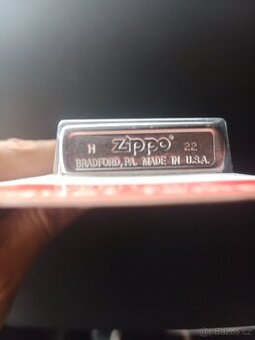 H Zippo® 22
BRADFORD, PA. MADE IN U.S.A.